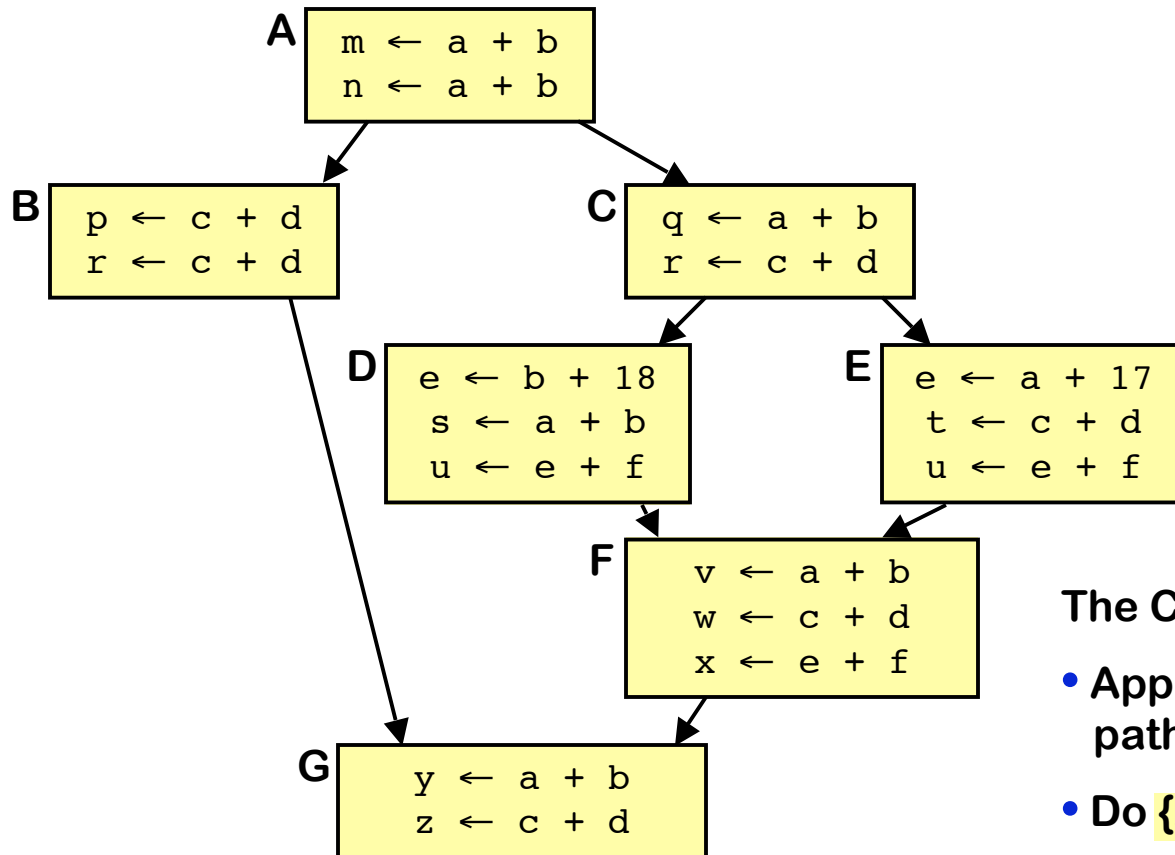 A
m ← a + b
n ← a + b
B
p ← c + d
r ← c + d
C
q ← a + b
r ← c + d
D
e ← b + 18
s ← a + b
u ← e + f
E
e ← a + 17
t ← c + d
u ← e + f
F
v ← a + b
w ← c + d
x ← e + f
The C
• App
path
• Do {
G
y ← a + b
z ← c + d